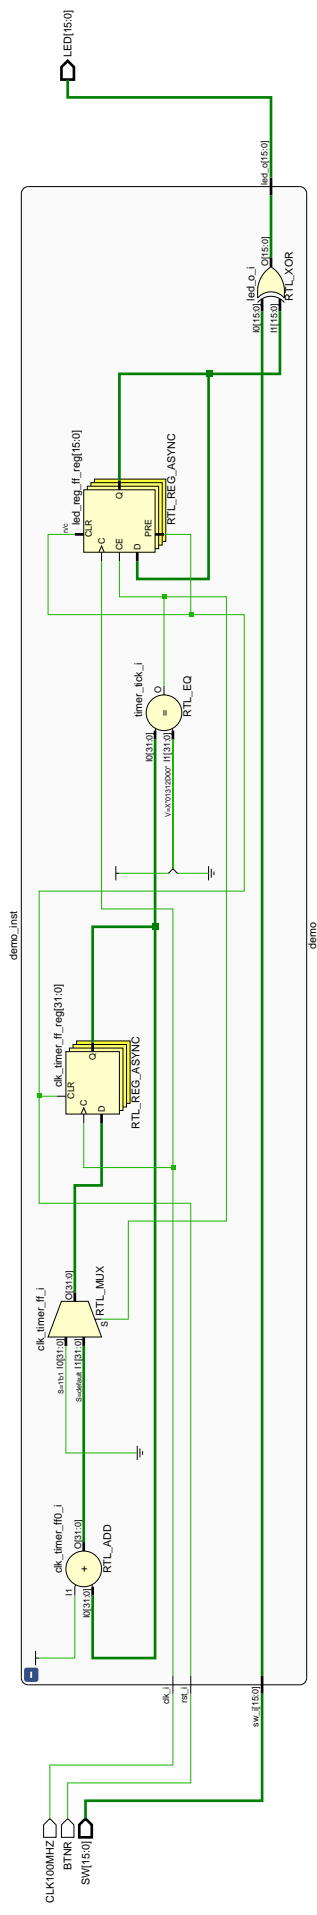 CLK100MHZ
BTNR
SW[15:0]
demo_inst
clk_i
rst_i
sw_i[15:0]
clk_timer_ff0_i
I1
I0[31:0]
+
O[31:0]
RTL_ADD
clk_timer_ff_i
S=1'b1 I0[31:0]
S=default I1[31:0]
O[31:0]
S
RTL_MUX
clk_timer_ff_reg[31:0]
CLR
C
D
Q
RTL_REG_ASYNC
timer_tick_i
I0[31:0]
V=X"01312D00" I1[31:0]
=
O
RTL_EQ
led_reg_ff_reg[15:0]
n/c
CLR
C
CE
D
PRE
Q
RTL_REG_ASYNC
led_o_i
I0[15:0]
I1[15:0]
O[15:0]
RTL_XOR
led_o[15:0]
LED[15:0]
demo